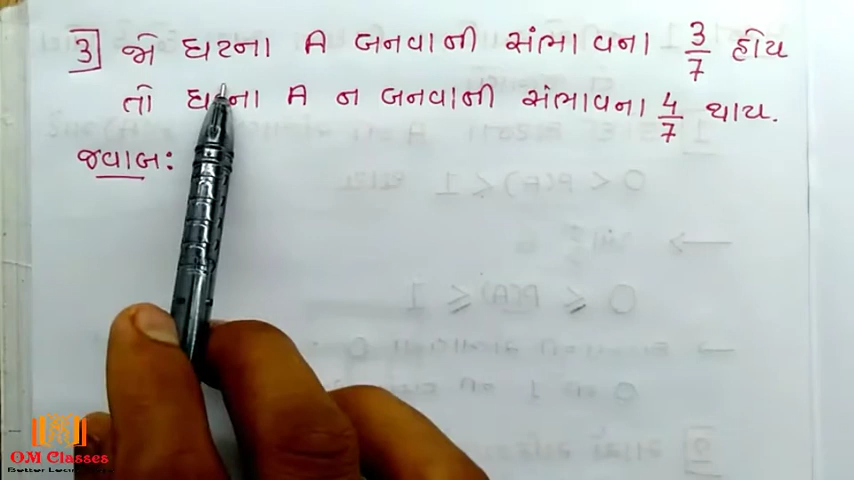 3 જો ઘટના A બનવાની સંભાવના 3/7 હોય
તો ઘટના A ન બનવાની સંભાવના 4/7 થાય.
જવાબ:
OM Classes